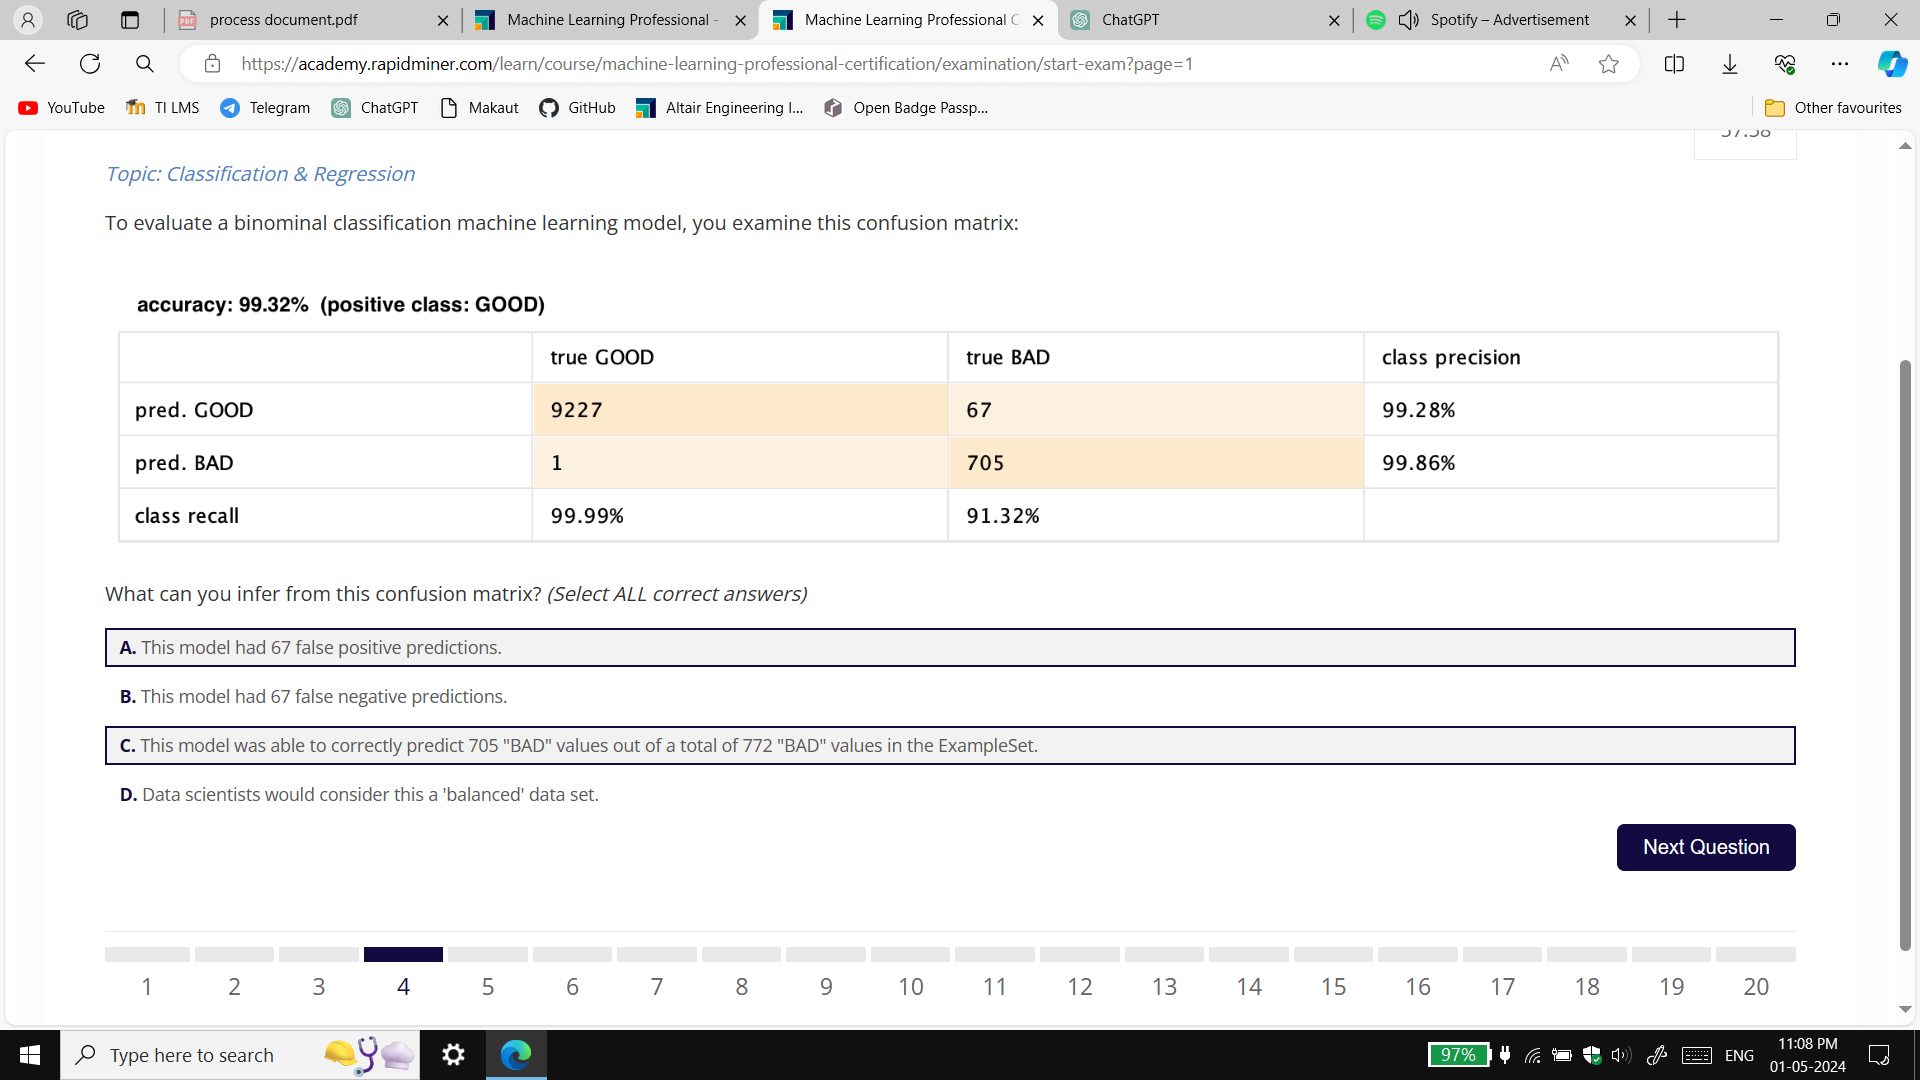 process document.pdf
Machine Learning Professional -
Machine Learning Professional C
ChatGPT
Spotify – Advertisement
https://academy.rapidminer.com/learn/course/machine-learning-professional-certification/examination/start-exam?page=1
YouTube
TI LMS
Telegram
ChatGPT
Makaut
GitHub
Altair Engineering I...
Open Badge Passp...
Other favourites
Topic: Classification & Regression
To evaluate a binominal classification machine learning model, you examine this confusion matrix:
accuracy: 99.32% (positive class: GOOD)
true GOOD true BAD class precision
pred. GOOD 9227 67 99.28%
pred. BAD 1 705 99.86%
class recall 99.99% 91.32%
What can you infer from this confusion matrix? (Select ALL correct answers)
A. This model had 67 false positive predictions.
B. This model had 67 false negative predictions.
C. This model was able to correctly predict 705 "BAD" values out of a total of 772 "BAD" values in the ExampleSet.
D. Data scientists would consider this a 'balanced' data set.
Next Question
1 2 3 4 5 6 7 8 9 10 11 12 13 14 15 16 17 18 19 20
Type here to search
97%
ENG
11:08 PM
01-05-2024